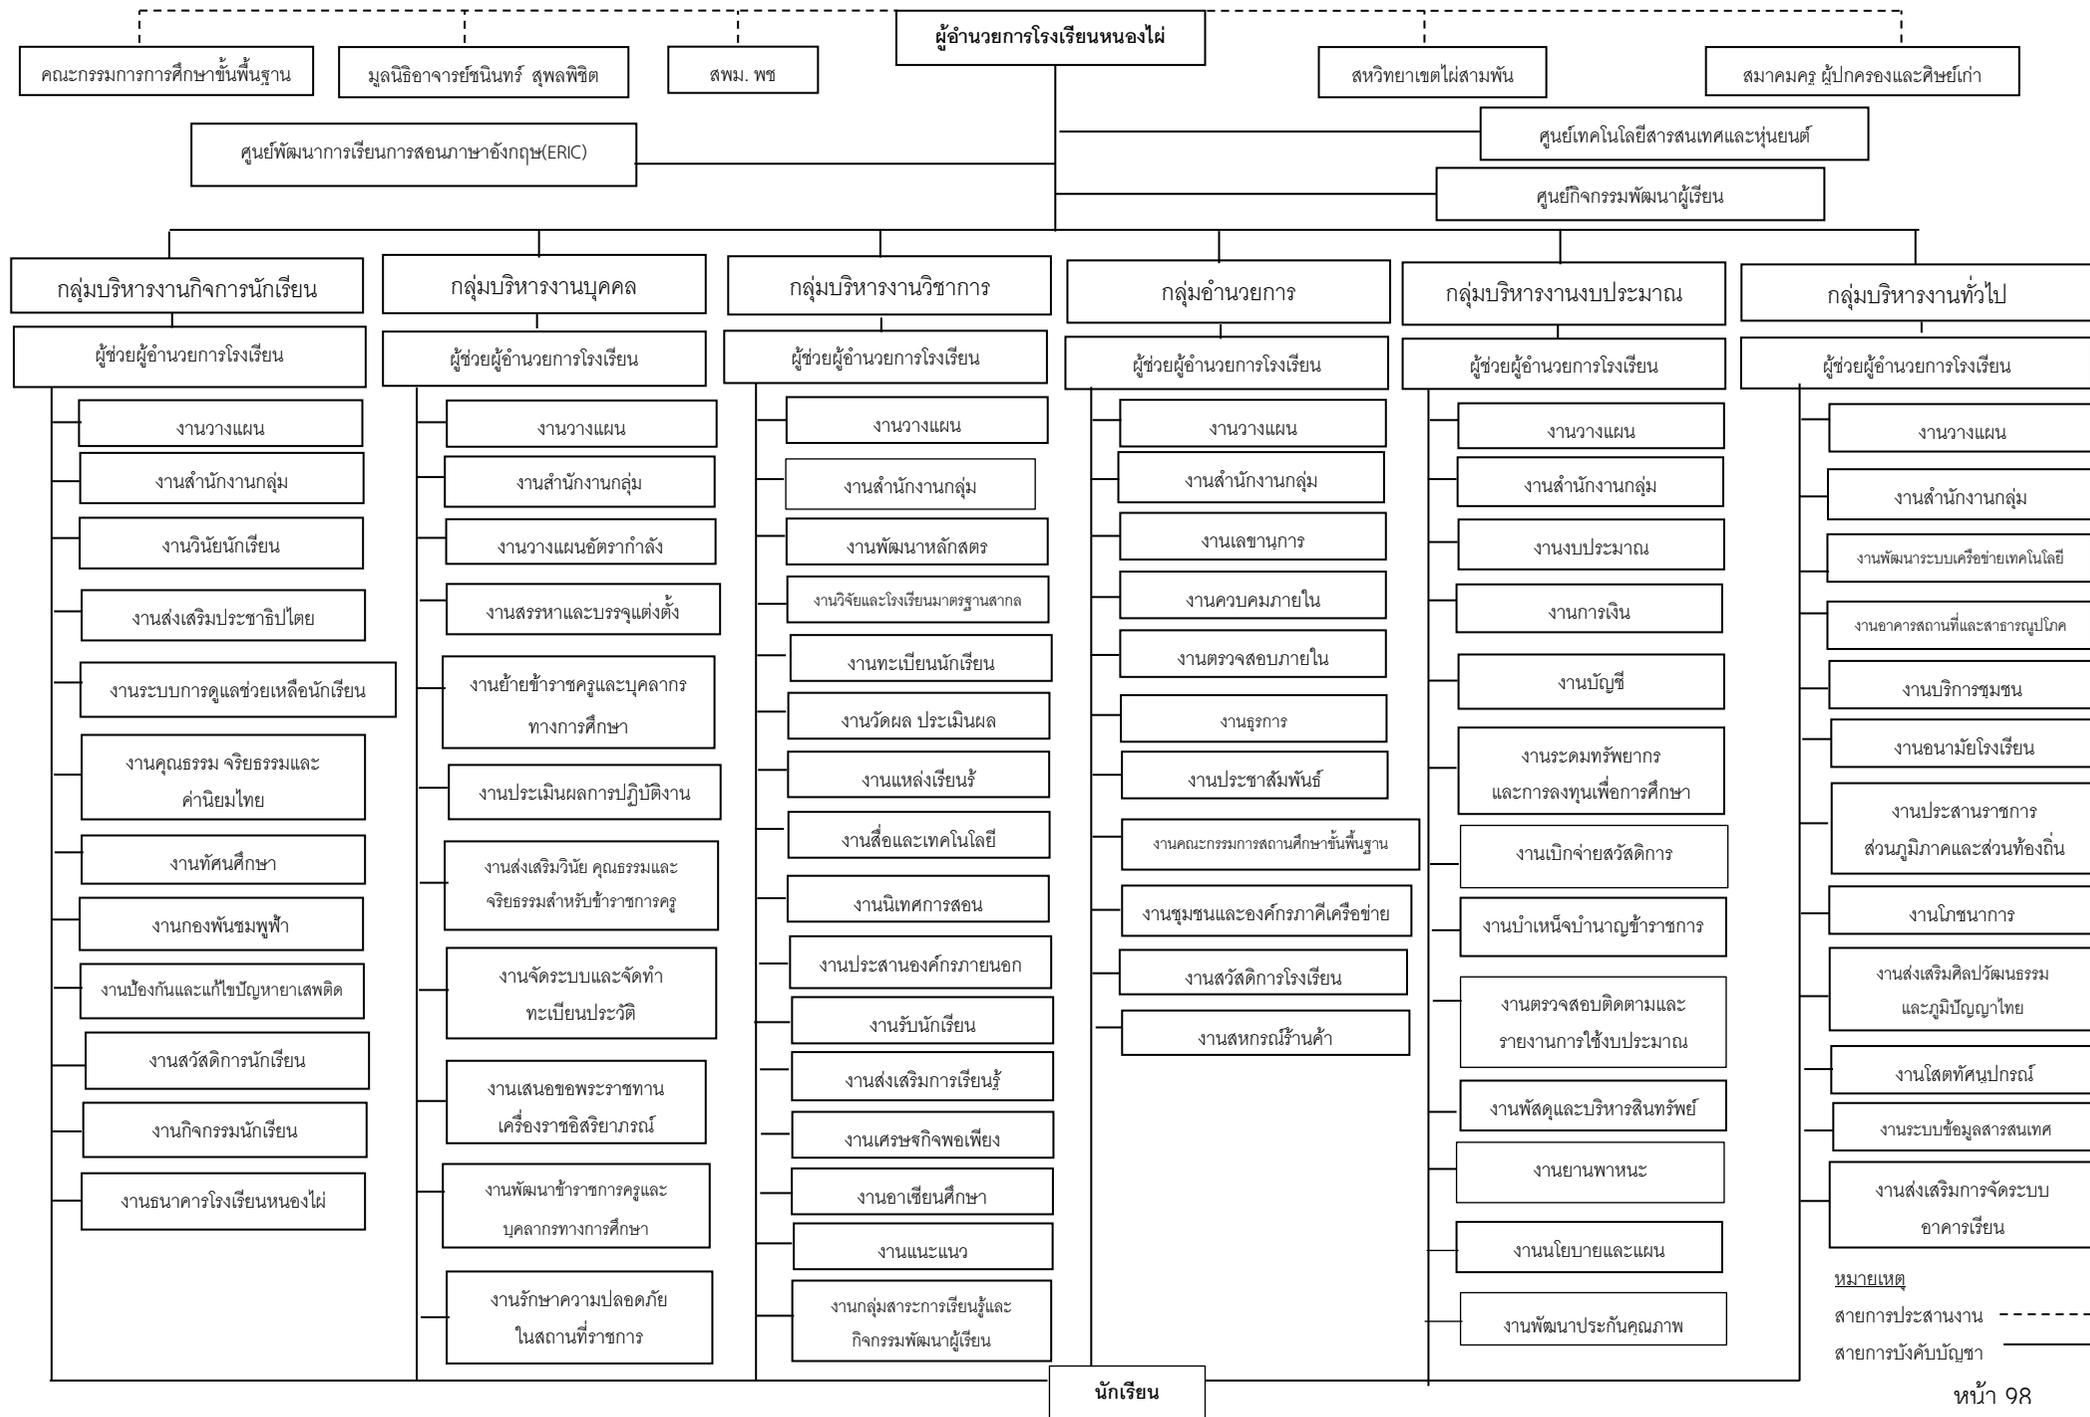 ผู้อำนวยการโรงเรียนหนองไผ่
คณะกรรมการการศึกษาขั้นพื้นฐาน
มูลนิธิอาจารย์ชนินทร์ สุพลพิชิต
สพม. พช
สหวิทยาเขตไผ่สามพัน
สมาคมครู ผู้ปกครองและศิษย์เก่า
ศูนย์พัฒนาการเรียนการสอนภาษาอังกฤษ(ERIC)
ศูนย์เทคโนโลยีสารสนเทศและหุ่นยนต์
ศูนย์กิจกรรมพัฒนาผู้เรียน
กลุ่มบริหารงานกิจการนักเรียน
ผู้ช่วยผู้อำนวยการโรงเรียน
งานวางแผน
งานสำนักงานกลุ่ม
งานวินัยนักเรียน
งานส่งเสริมประชาธิปไตย
งานระบบการดูแลช่วยเหลือนักเรียน
งานคุณธรรม จริยธรรมและ
ค่านิยมไทย
งานทัศนศึกษา
งานกองพันชมพูฟ้า
งานป้องกันและแก้ไขปัญหายาเสพติด
งานสวัสดิการนักเรียน
งานกิจกรรมนักเรียน
งานธนาคารโรงเรียนหนองไผ่
กลุ่มบริหารงานบุคคล
ผู้ช่วยผู้อำนวยการโรงเรียน
งานวางแผน
งานสำนักงานกลุ่ม
งานวางแผนอัตรากำลัง
งานสรรหาและบรรจุแต่งตั้ง
งานย้ายข้าราชครูและบุคลากร
ทางการศึกษา
งานประเมินผลการปฏิบัติงาน
งานส่งเสริมวินัย คุณธรรมและ
จริยธรรมสำหรับข้าราชการครู
งานจัดระบบและจัดทำ
ทะเบียนประวัติ
งานเสนอขอพระราชทาน
เครื่องราชอิสริยาภรณ์
งานพัฒนาข้าราชการครูและ
บุคลากรทางการศึกษา
งานรักษาความปลอดภัย
ในสถานที่ราชการ
กลุ่มบริหารงานวิชาการ
ผู้ช่วยผู้อำนวยการโรงเรียน
งานวางแผน
งานสำนักงานกลุ่ม
งานพัฒนาหลักสตร
งานวิจัยและโรงเรียนมาตรฐานสากล
งานทะเบียนนักเรียน
งานวัดผล ประเมินผล
งานแหล่งเรียนรู้
งานสื่อและเทคโนโลยี
งานนิเทศการสอน
งานประสานองค์กรภายนอก
งานรับนักเรียน
งานส่งเสริมการเรียนรู้
งานเศรษฐกิจพอเพียง
งานอาเซียนศึกษา
งานแนะแนว
งานกลุ่มสาระการเรียนรู้และ
กิจกรรมพัฒนาผู้เรียน
กลุ่มอำนวยการ
ผู้ช่วยผู้อำนวยการโรงเรียน
งานวางแผน
งานสำนักงานกลุ่ม
งานเลขานุการ
งานควบคมภายใน
งานตรวจสอบภายใน
งานธุรการ
งานประชาสัมพันธ์
งานคณะกรรมการสถานศึกษาขั้นพื้นฐาน
งานชุมชนและองค์กรภาคีเครือข่าย
งานสวัสดิการโรงเรียน
งานสหกรณ์ร้านค้า
กลุ่มบริหารงานงบประมาณ
ผู้ช่วยผู้อำนวยการโรงเรียน
งานวางแผน
งานสำนักงานกลุ่ม
งานงบประมาณ
งานการเงิน
งานบัญชี
งานระดมทรัพยากร
และการลงทุนเพื่อการศึกษา
งานเบิกจ่ายสวัสดิการ
งานบำเหน็จบำนาญข้าราชการ
งานตรวจสอบติดตามและ
รายงานการใช้งบประมาณ
งานพัสดุและบริหารสินทรัพย์
งานยานพาหนะ
งานนโยบายและแผน
งานพัฒนาประกันคุณภาพ
กลุ่มบริหารงานทั่วไป
ผู้ช่วยผู้อำนวยการโรงเรียน
งานวางแผน
งานสำนักงานกลุ่ม
งานพัฒนาระบบเครือข่ายเทคโนโลยี
งานอาคารสถานที่และสาธารณูปโภค
งานบริการชุมชน
งานอนามัยโรงเรียน
งานประสานราชการ
ส่วนภูมิภาคและส่วนท้องถิ่น
งานโภชนาการ
งานส่งเสริมศิลปวัฒนธรรม
และภูมิปัญญาไทย
งานโสตทัศนูปกรณ์
งานระบบข้อมูลสารสนเทศ
งานส่งเสริมการจัดระบบ
อาคารเรียน
หมายเหตุ
สายการประสานงาน
สายการบังคับบัญชา
นักเรียน
หน้า 98